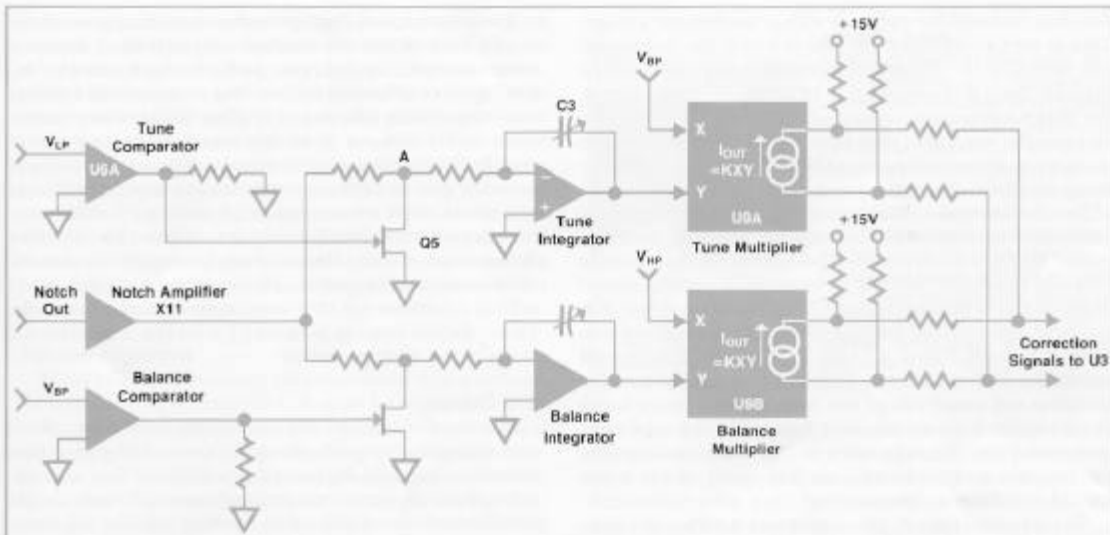 +15V
V_BP
C3
Tune
Comparator
V_LP
U6A
A
X
I_OUT
=KXY
Y
U9A
Tune
Integrator
Q5
Tune Multiplier
+15V
V_HP
Notch
Out
Notch Amplifier
X11
X
I_OUT
=KXY
Y
U9B
Correction
Signals to U3
V_BP
Balance
Comparator
Balance
Integrator
Balance
Multiplier